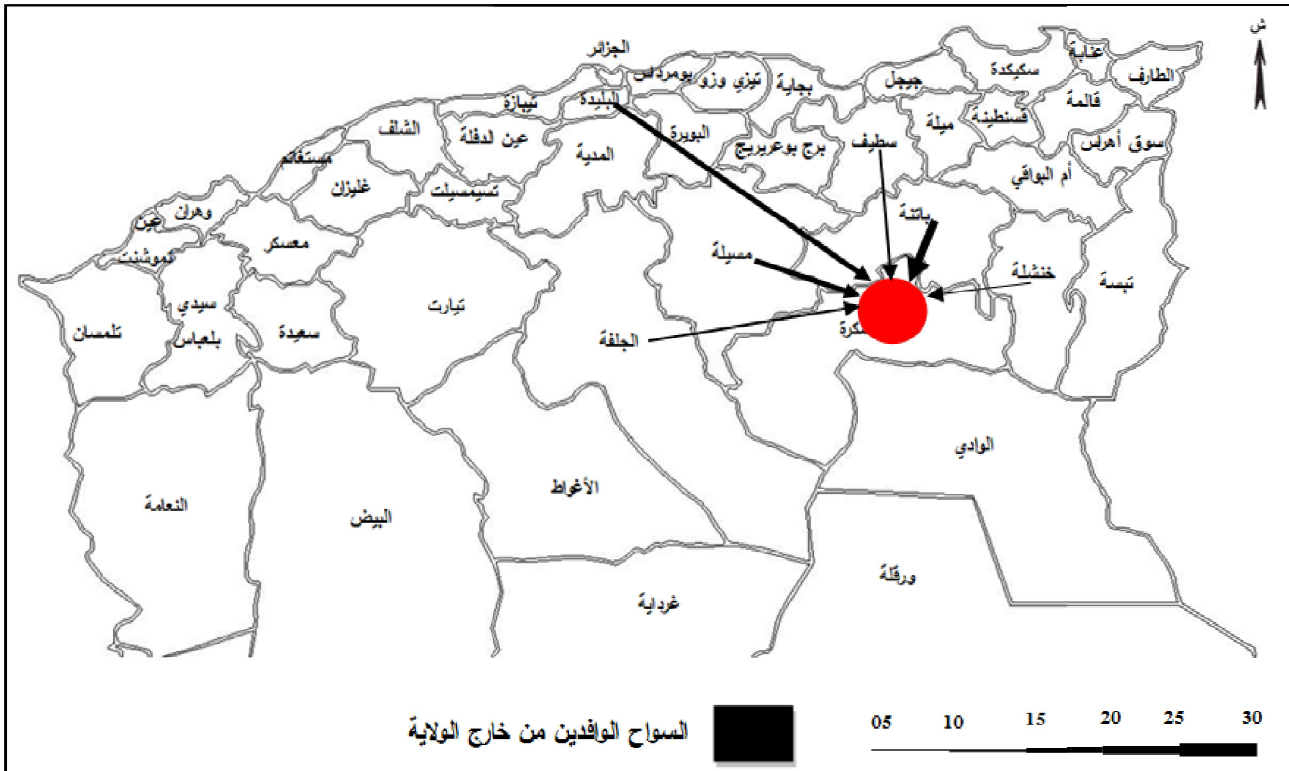 ش
الجزائر
عنابة
الطارف
سكيكدة
جيجل
بجاية
تيزي وزو
بومرداس
البليدة
تيبازة
قالمة
قسنطينة
ميلة
سطيف
سوق أهراس
الشلف
عين لدفلة
المدية
البويرة
برج بوعريريج
أم البواقي
مستغانم
غليزان
تسيمسيلت
وهران
عين
تموشنت
معسكر
باتنة
مسيلة
خنشلة
تبسة
تلمسان
سيدي
بلعباس
سعيدة
تيارت
الجلفة
سكرة
الوادي
الأغواط
النعامة
البيض
ورقلة
غرداية
السواح الوافدين من خارج الولاية
05 10 15 20 25 30